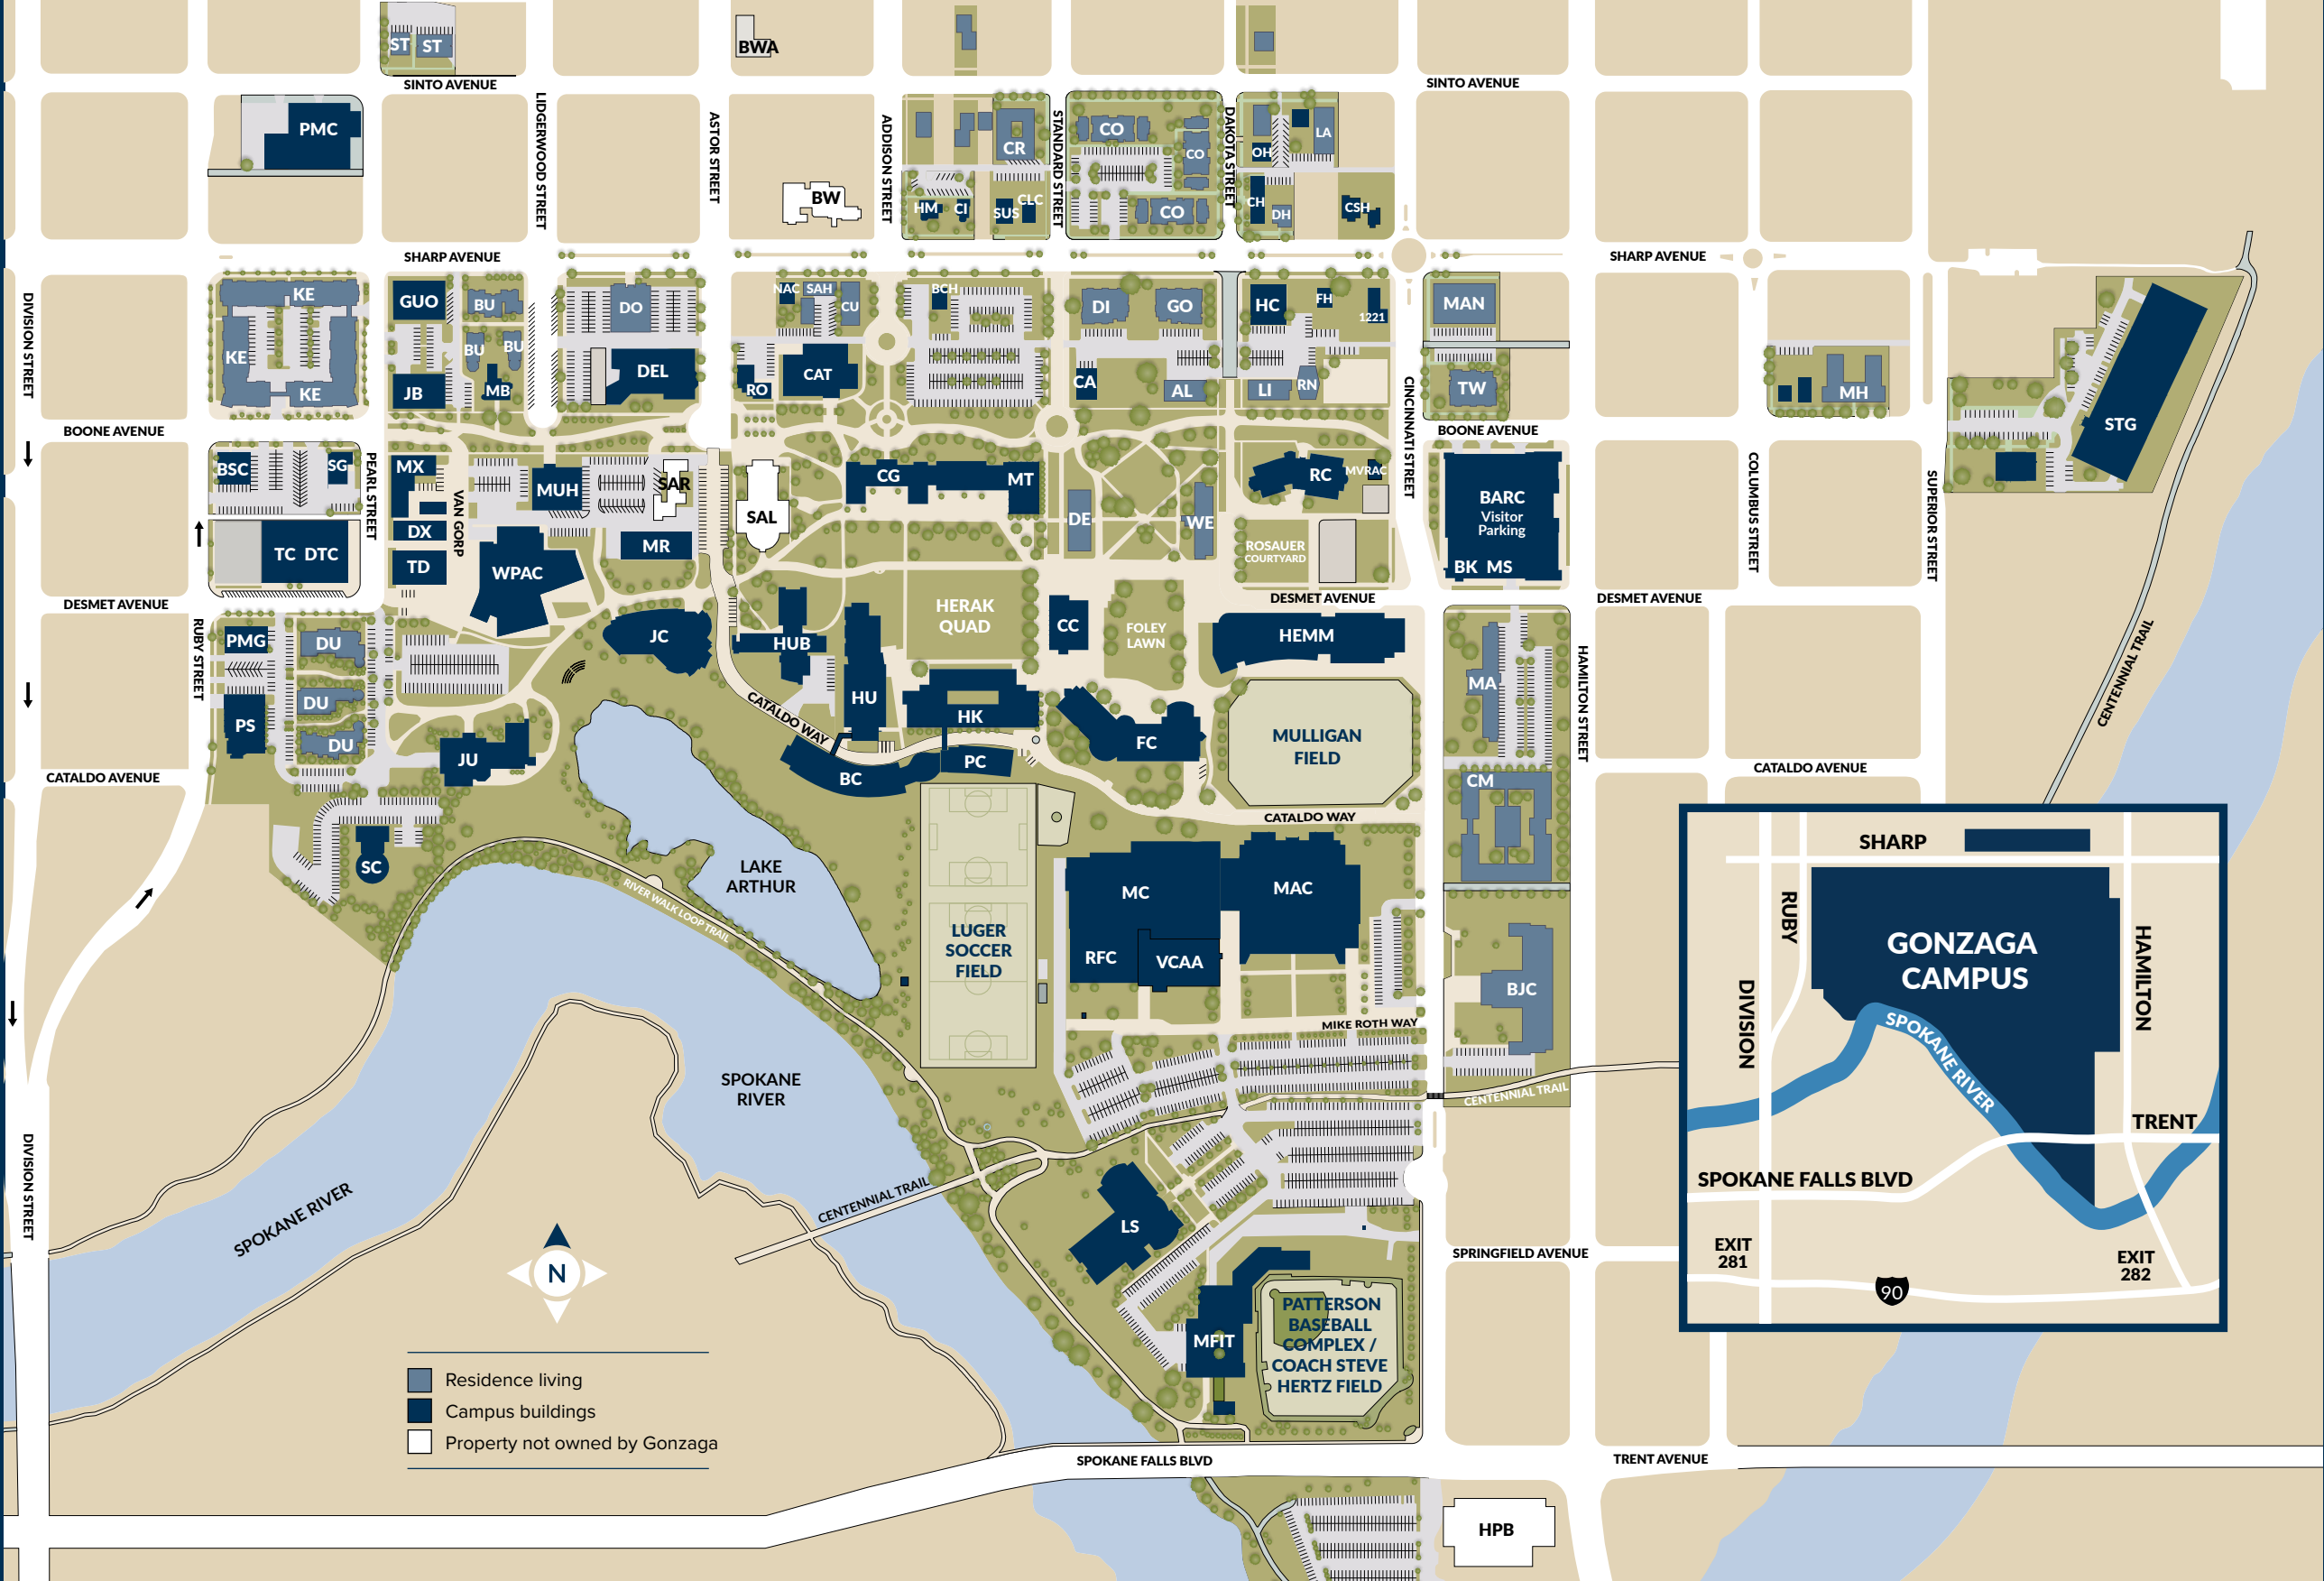 ST
ST
BWA
SINTO AVENUE
SINTO AVENUE
PMC
LIDGERWOOD STREET
ASTOR STREET
ADDISON STREET
STANDARD STREET
DAKOTA STREET
CR
CO
CO
CO
LA
OH
BW
HM
CI
SUS
CLC
CH
DH
CSH
SHARP AVENUE
SHARP AVENUE
DIVISION STREET
KE
KE
KE
GUO
BU
BU
BU
JB
MB
DO
DEL
NAC
SAH
CU
RO
CAT
BCH
DI
GO
CA
AL
HC
FH
1221
LI
RN
MAN
TW
MH
STG
CINCINNATI STREET
BOONE AVENUE
BOONE AVENUE
BSC
SG
PEARL STREET
MX
VAN GORP
DX
TD
MUH
SAR
SAL
MR
WPAC
TC DTC
CG
MT
DE
WE
RC
MVRAC
ROSAUER
COURTYARD
BARC
Visitor
Parking
BK MS
COLUMBUS STREET
SUPERIOR STREET
DESMET AVENUE
DESMET AVENUE
DESMET AVENUE
RUBY STREET
PMG
DU
DU
DU
PS
JU
SC
JC
HUB
HU
HERAK
QUAD
CC
FOLEY
LAWN
HEMM
HK
CATALDO WAY
BC
PC
FC
MULLIGAN
FIELD
MA
CM
HAMILTON STREET
CENTENNIAL TRAIL
CATALDO AVENUE
CATALDO AVENUE
CATALDO WAY
LAKE
ARTHUR
RIVER WALK LOOP TRAIL
LUGER
SOCCER
FIELD
MC
MAC
RFC
VCAA
BJC
MIKE ROTH WAY
CENTENNIAL TRAIL
SPOKANE
RIVER
SPOKANE RIVER
DIVISION STREET
CENTENNIAL TRAIL
LS
MFIT
PATTERSON
BASEBALL
COMPLEX /
COACH STEVE
HERTZ FIELD
SPRINGFIELD AVENUE
N
Residence living
Campus buildings
Property not owned by Gonzaga
SPOKANE FALLS BLVD
TRENT AVENUE
HPB
SHARP
RUBY
DIVISION
GONZAGA
CAMPUS
HAMILTON
SPOKANE RIVER
TRENT
SPOKANE FALLS BLVD
EXIT
281
90
EXIT
282